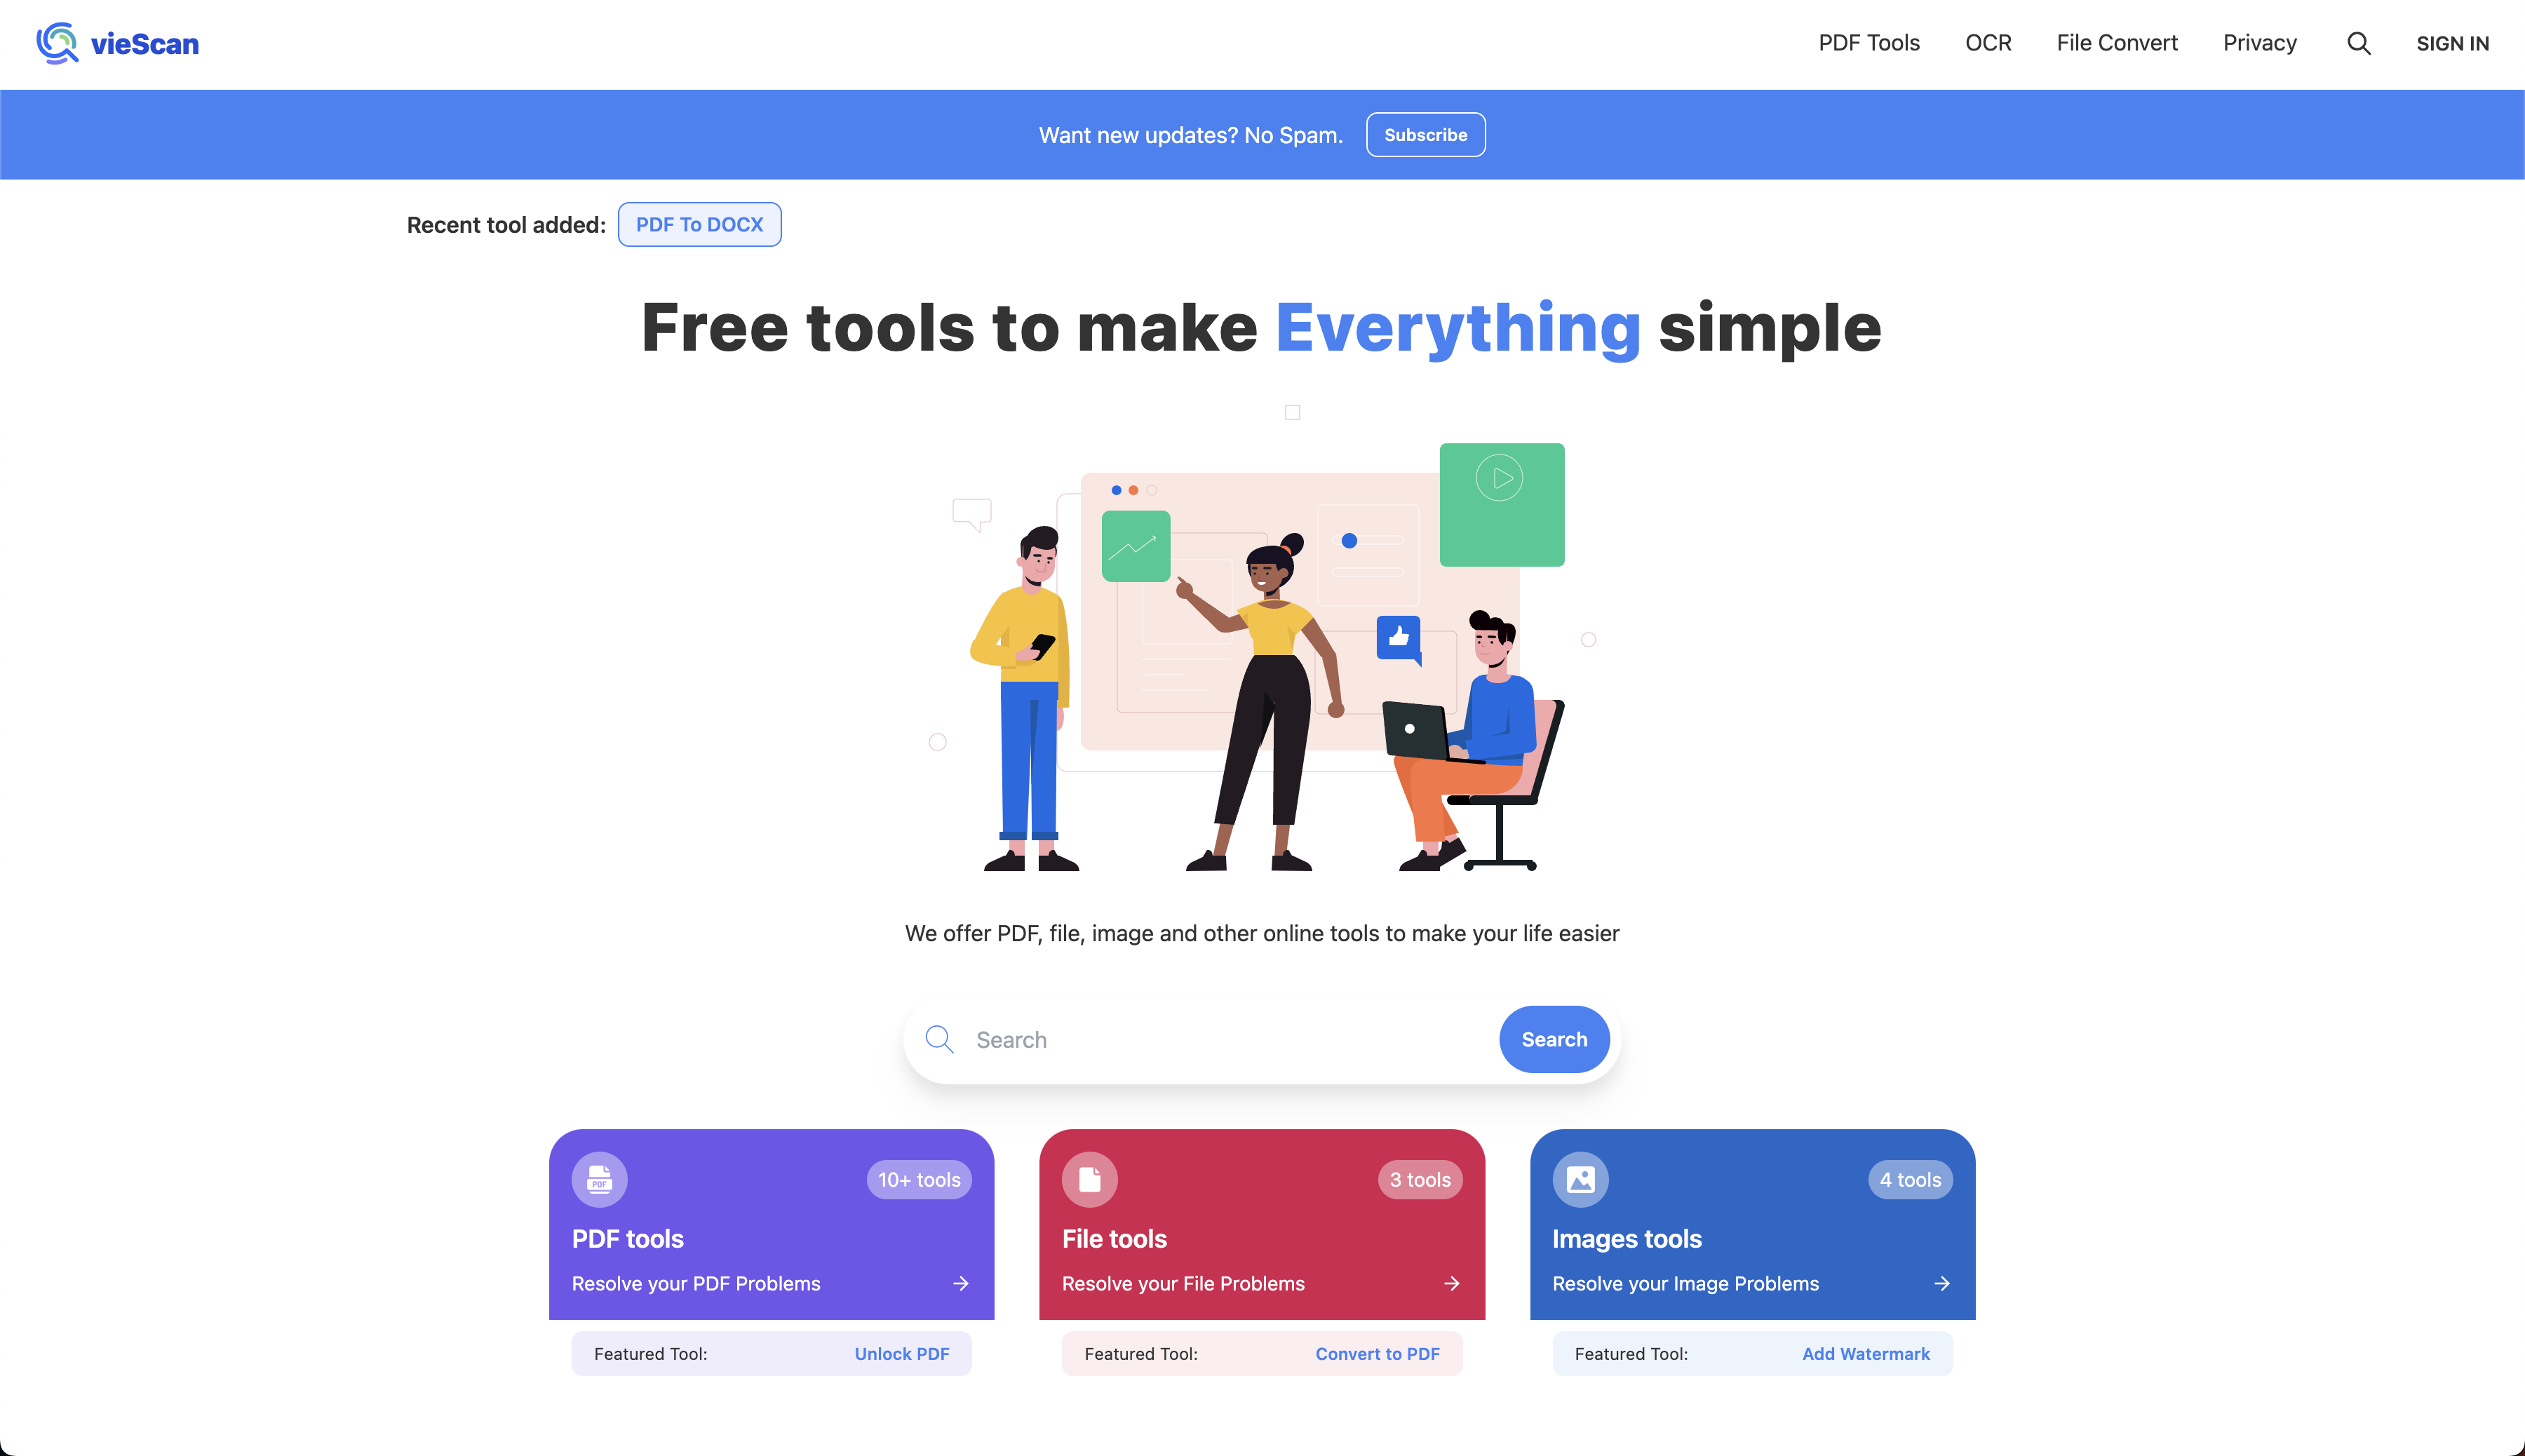 vieScan
PDF Tools OCR File Convert Privacy SIGN IN
Want new updates? No Spam. Subscribe
Recent tool added: PDF To DOCX
Free tools to make Everything simple
We offer PDF, file, image and other online tools to make your life easier
Search Search
PDF 10+ tools
PDF tools
Resolve your PDF Problems
Featured Tool: Unlock PDF
3 tools
File tools
Resolve your File Problems
Featured Tool: Convert to PDF
4 tools
Images tools
Resolve your Image Problems
Featured Tool: Add Watermark